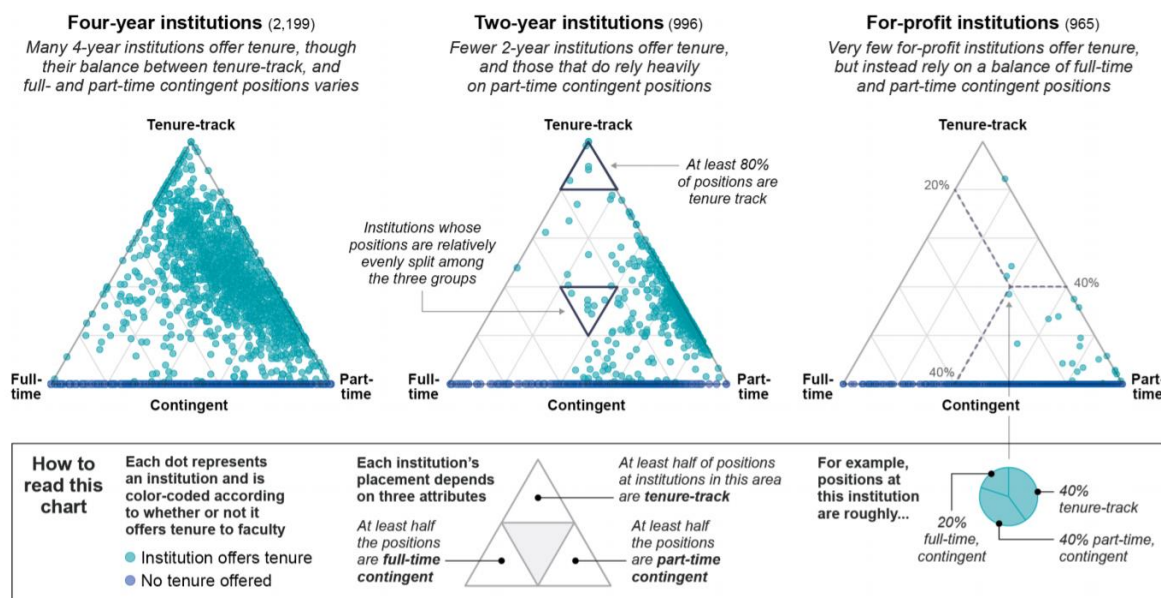 Four-year institutions (2,199)
Many 4-year institutions offer tenure, though
their balance between tenure-track, and
full- and part-time contingent positions varies
Tenure-track
Full-
time
Part-
time
Contingent
Two-year institutions (996)
Fewer 2-year institutions offer tenure,
and those that do rely heavily
on part-time contingent positions
Tenure-track
At least 80%
of positions are
tenure track
Institutions whose
positions are relatively
evenly split among
the three groups
Full-
time
Part-
time
Contingent
For-profit institutions (965)
Very few for-profit institutions offer tenure,
but instead rely on a balance of full-time
and part-time contingent positions
Tenure-track
20%
40%
40%
Full-
time
Part-
time
Contingent
How to
read this
chart
Each dot represents
an institution and is
color-coded according
to whether or not it
offers tenure to faculty
Institution offers tenure
No tenure offered
Each institution's
placement depends
on three attributes
At least half of positions
at institutions in this area
are tenure-track
At least half
the positions
are full-time
contingent
At least half
the positions
are part-time
contingent
For example,
positions at
this institution
are roughly...
20%
full-time,
contingent
40%
tenure-track
40% part-time,
contingent